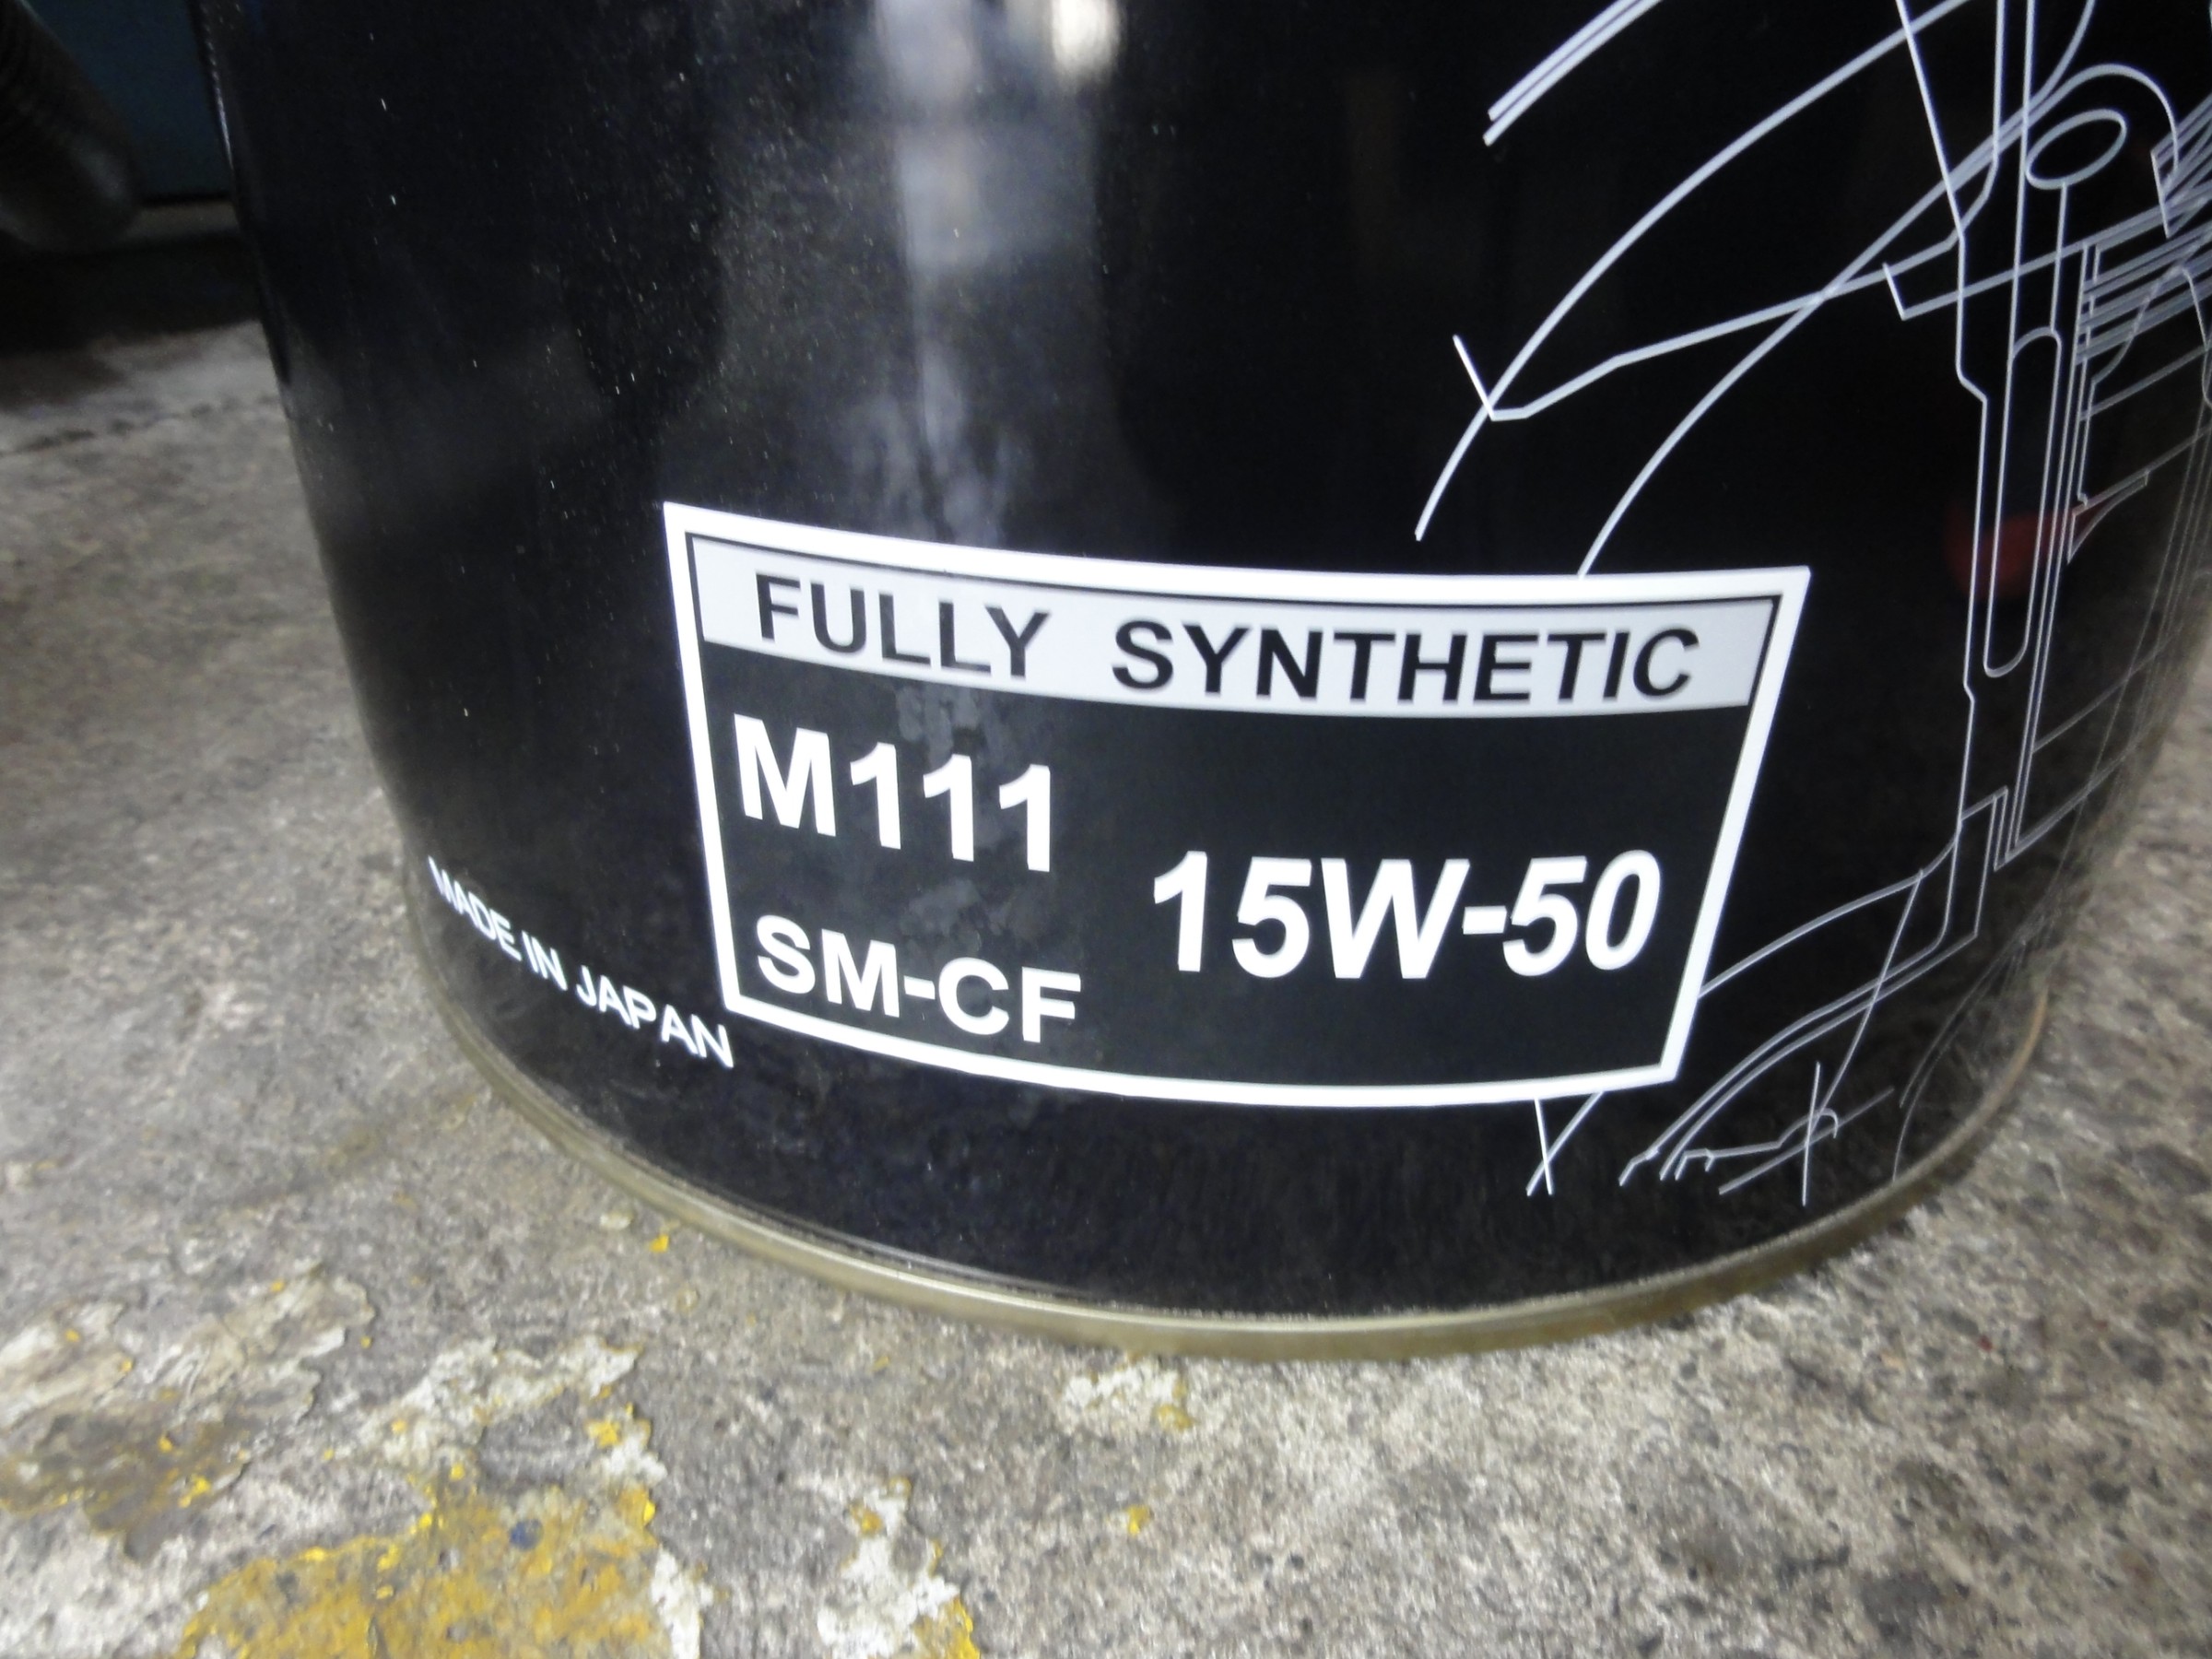 FULLY SYNTHETIC
M111
15W-50
SM-CF
MADE IN JAPAN